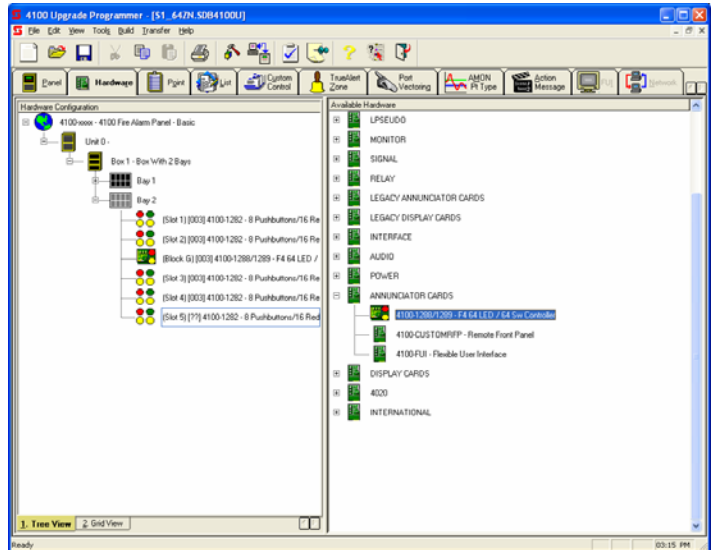 4100 Upgrade Programmer - [S1_64ZN.SDB4100U]
File Edit View Tools Build Transfer Help
Panel Hardware Point List Custom Control TrueAlert Zone Port Vectoring AMON Pt Type Action Message FUI Network
Hardware Configuration
4100-xxxx - 4100 Fire Alarm Panel - Basic
Unit 0 -
Box 1 - Box With 2 Bays
Bay 1
Bay 2
(Slot 1) [003] 4100-1282 - 8 Pushbuttons/16 Re
(Slot 2) [003] 4100-1282 - 8 Pushbuttons/16 Re
(Block G) [003] 4100-1288/1289 - F4 64 LED /
(Slot 3) [003] 4100-1282 - 8 Pushbuttons/16 Re
(Slot 4) [003] 4100-1282 - 8 Pushbuttons/16 Re
(Slot 5) [??] 4100-1282 - 8 Pushbuttons/16 Red
1. Tree View 2. Grid View
Available Hardware
LPSEUDO
MONITOR
SIGNAL
RELAY
LEGACY ANNUNCIATOR CARDS
LEGACY DISPLAY CARDS
INTERFACE
AUDIO
POWER
ANNUNCIATOR CARDS
4100-1288/1289 - F4 64 LED / 64 Sw Controller
4100-CUSTOMRFP - Remote Front Panel
4100-FUI - Flexible User Interface
DISPLAY CARDS
4020
INTERNATIONAL
Ready 03:15 PM